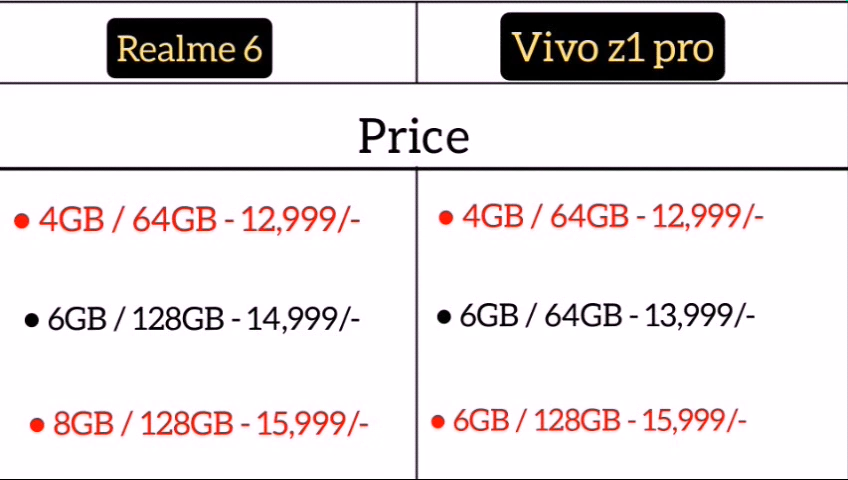 Realme 6
Vivo z1 pro
Price
• 4GB / 64GB - 12,999/-
• 6GB / 128GB - 14,999/-
• 8GB / 128GB - 15,999/-
• 4GB / 64GB - 12,999/-
• 6GB / 64GB - 13,999/-
• 6GB / 128GB - 15,999/-